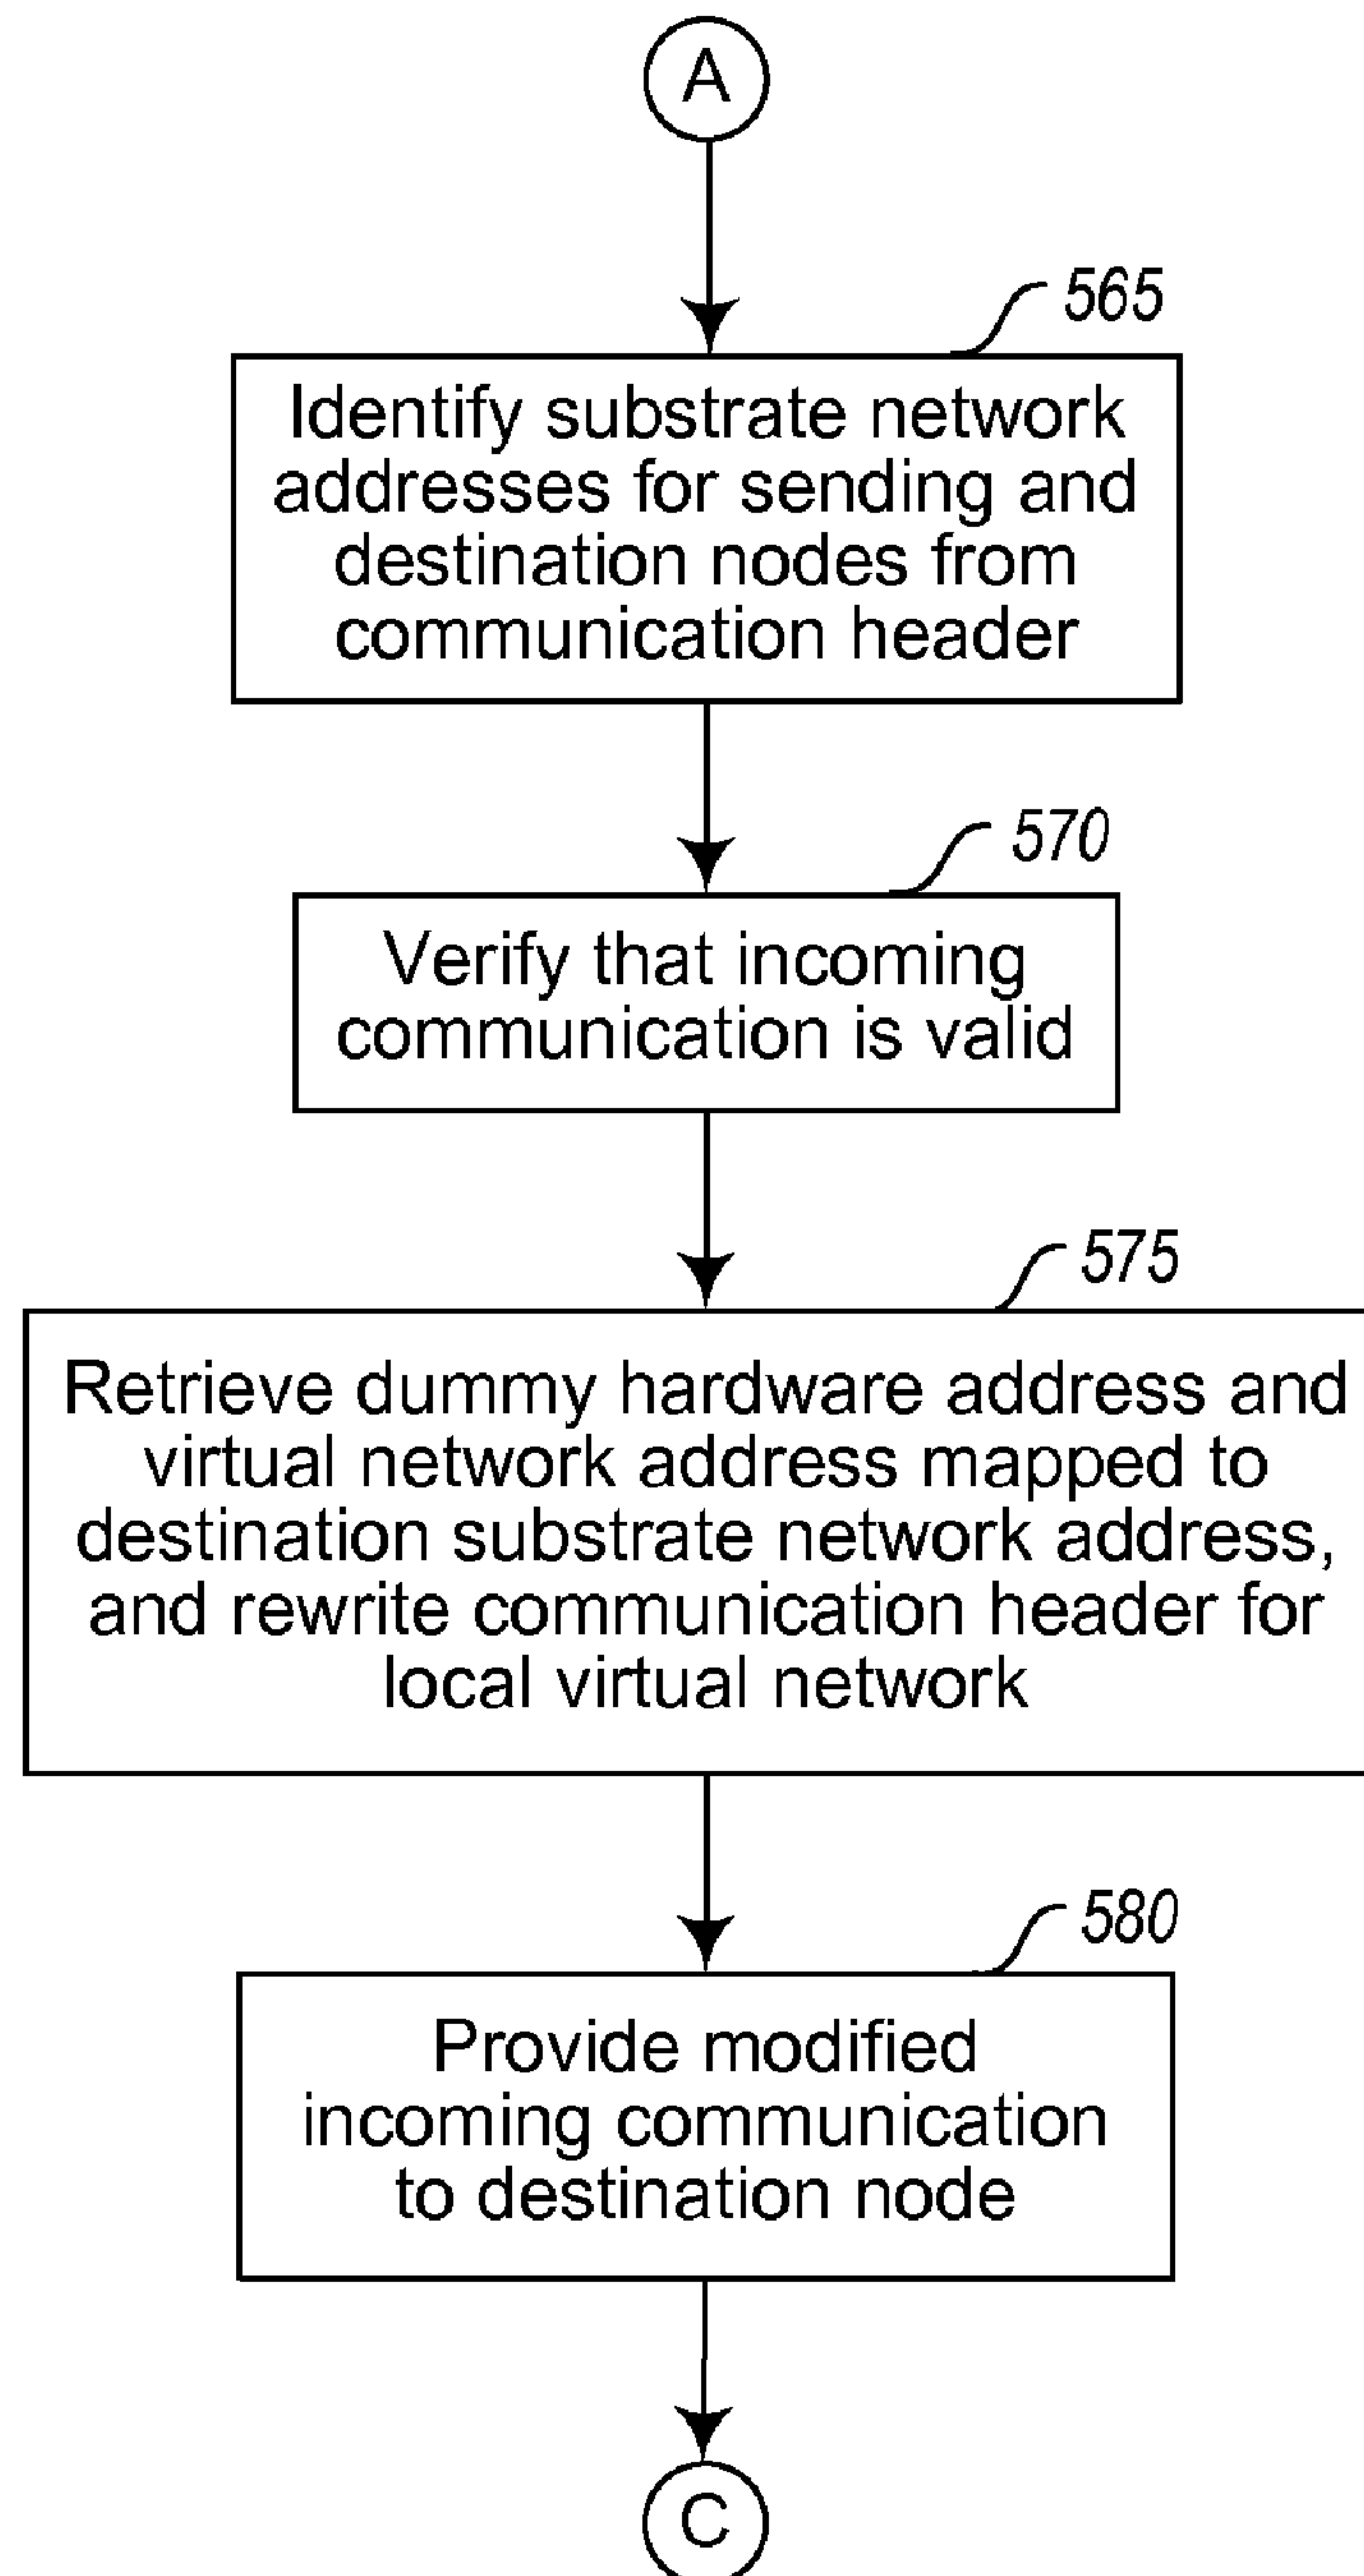 A
565
Identify substrate network
addresses for sending and
destination nodes from
communication header
570
Verify that incoming
communication is valid
575
Retrieve dummy hardware address and
virtual network address mapped to
destination substrate network address,
and rewrite communication header for
local virtual network
580
Provide modified
incoming communication
to destination node
C